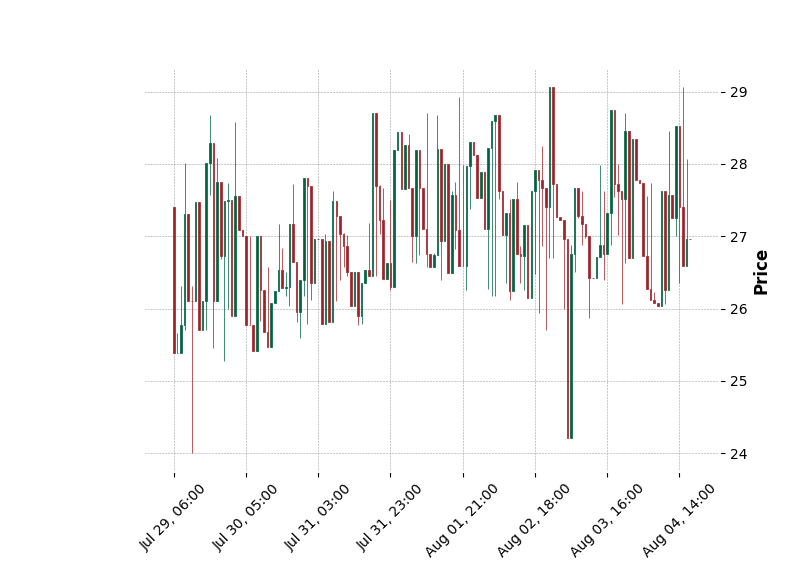 29
28
27
26
25
24
Price
Jul 29, 06:00
Jul 30, 05:00
Jul 31, 03:00
Jul 31, 23:00
Aug 01, 21:00
Aug 02, 18:00
Aug 03, 16:00
Aug 04, 14:00